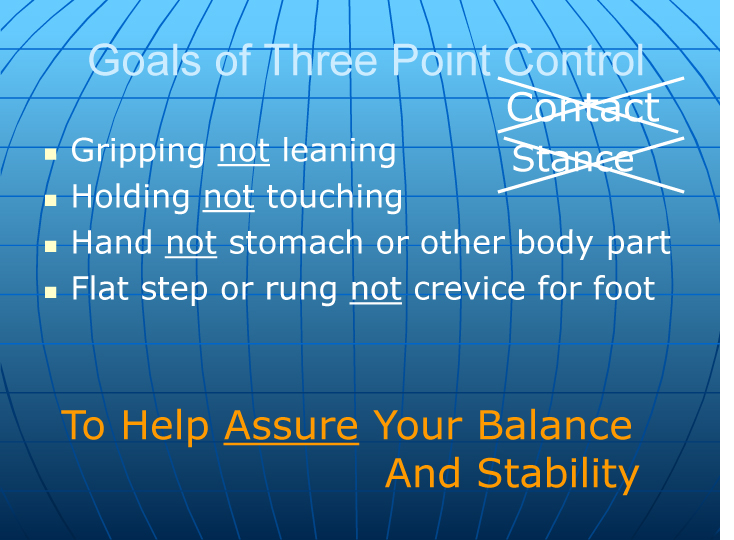 Goals of Three Point Control
Contact
Stance
Gripping not leaning
Holding not touching
Hand not stomach or other body part
Flat step or rung not crevice for foot
To Help Assure Your Balance
And Stability